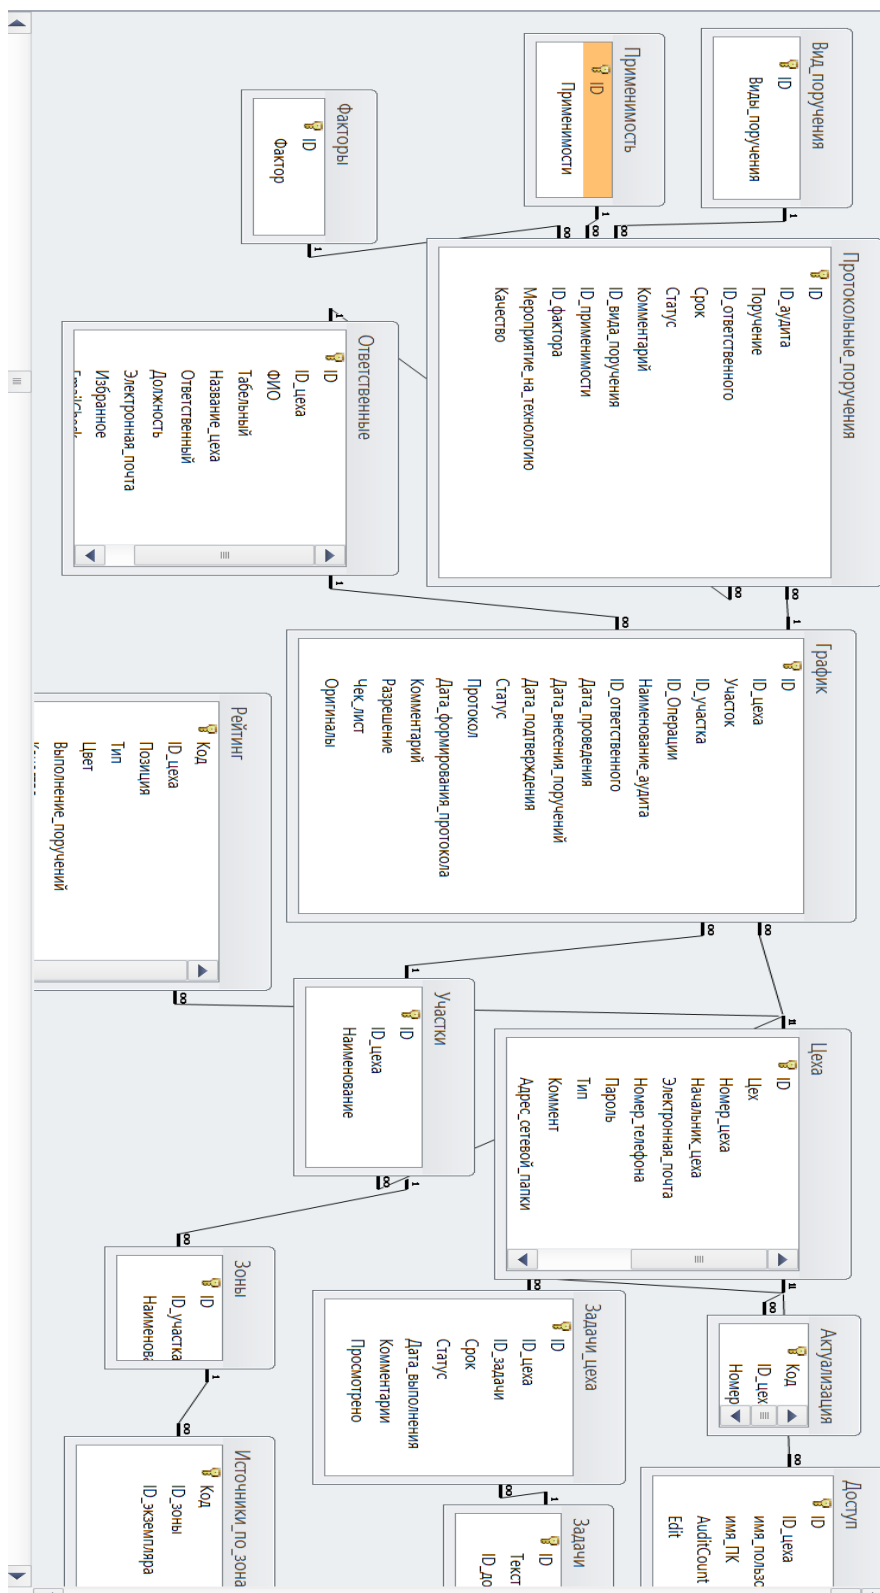 Вид_поручения
ID
Виды_поручения
Применимость
ID
Применимости
Факторы
ID
Фактор
Протокольные_поручения
ID
ID_аудита
Поручение
ID_ответственного
Срок
Статус
Комментарий
ID_вида_поручения
ID_применимости
ID_фактора
Мероприятие_на_технологию
Качество
Ответственные
ID
ID_цеха
ФИО
Табельный
Название_цеха
Ответственный
Должность
Электронная_почта
Избранное
График
ID
ID_цеха
Участок
ID_участка
ID_Операции
Наименование_аудита
ID_ответственного
Дата_проведения
Дата_внесения_поручений
Дата_подтверждения
Статус
Протокол
Дата_формирования_протокола
Комментарий
Разрешение
Чек_лист
Оригиналы
Рейтинг
Код
ID_цеха
Позиция
Тип
Цвет
Выполнение_поручений
Участки
ID
ID_цеха
Наименование
Цеха
ID
Цех
Номер_цеха
Начальник_цеха
Электронная_почта
Номер_телефона
Пароль
Тип
Коммент
Адрес_сетевой_папки
Зоны
ID
ID_участка
Наименова
Задачи_цеха
ID
ID_цеха
ID_задачи
Срок
Статус
Дата_выполнения
Комментарии
Просмотрено
Актуализация
Код
ID_цех
Номер
Источники_по_зона
Код
ID_зоны
ID_экземпляра
Задачи
ID
Текст
ID_до
Доступ
ID
ID_цеха
имя_польз
имя_ПК
AuditCount
Edit